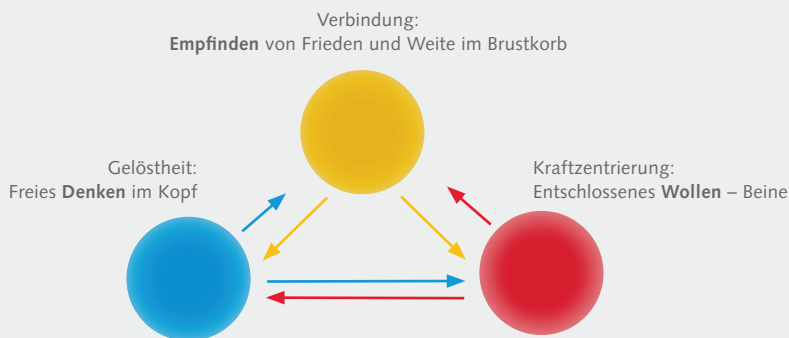 Verbindung:
Empfinden von Frieden und Weite im Brustkorb
Gelöstheit:
Freies Denken im Kopf
Kraftzentrierung:
Entschlossenes Wollen – Beine